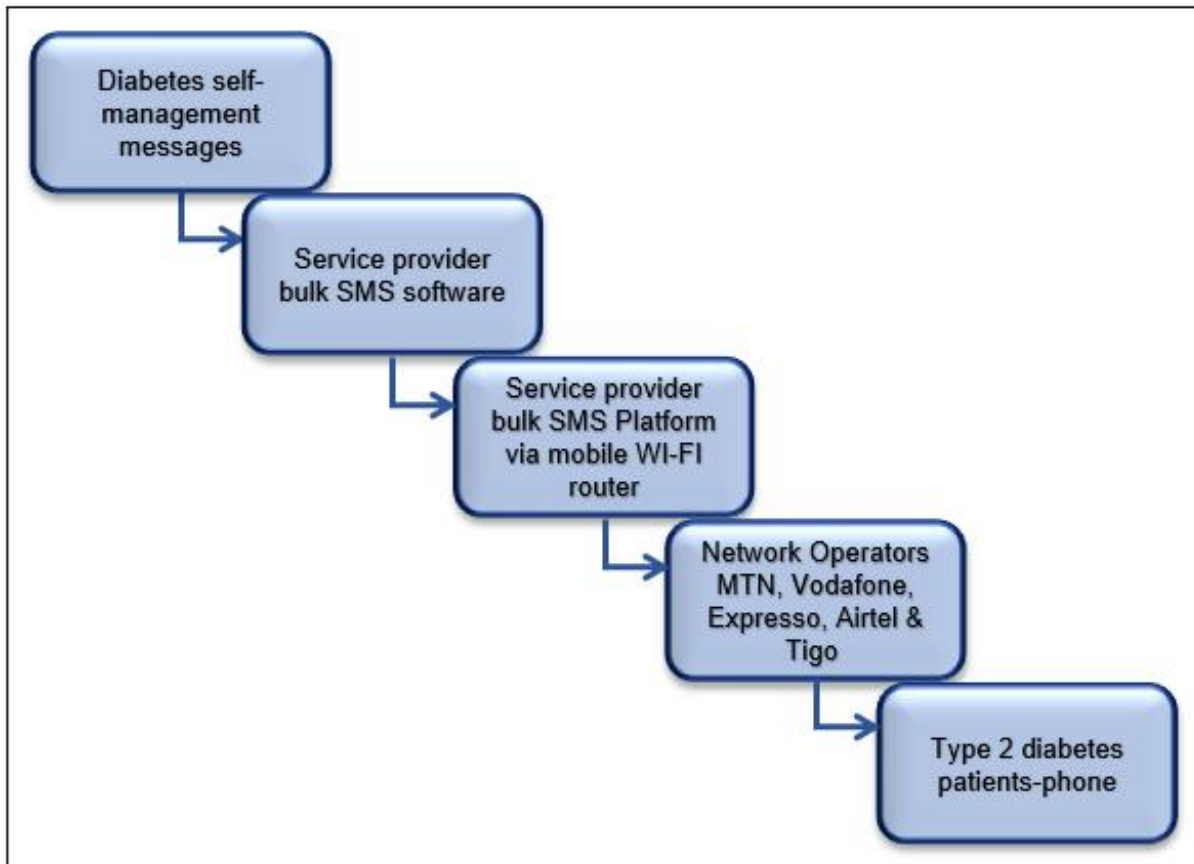 Diabetes self-
management
messages
Service provider
bulk SMS software
Service provider
bulk SMS Platform
via mobile WI-FI
router
Network Operators
MTN, Vodafone,
Expresso, Airtel &
Tigo
Type 2 diabetes
patients-phone